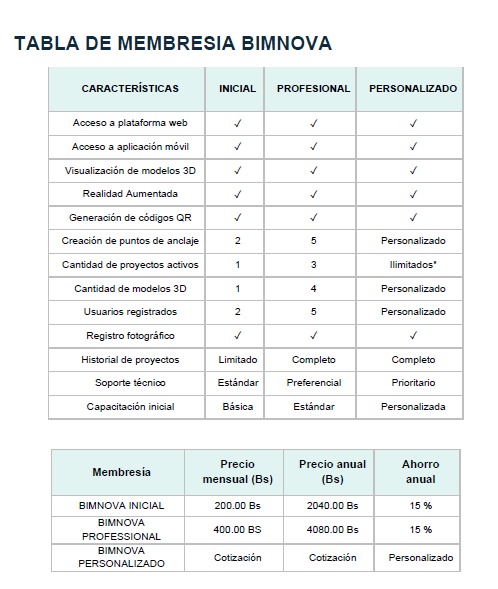 TABLA DE MEMBRESIA BIMNOVA
CARACTERÍSTICAS INICIAL PROFESIONAL PERSONALIZADO
Acceso a plataforma web ✓ ✓ ✓
Acceso a aplicación móvil ✓ ✓ ✓
Visualización de modelos 3D ✓ ✓ ✓
Realidad Aumentada ✓ ✓ ✓
Generación de códigos QR ✓ ✓ ✓
Creación de puntos de anclaje 2 5 Personalizado
Cantidad de proyectos activos 1 3 Ilimitados*
Cantidad de modelos 3D 1 4 Personalizado
Usuarios registrados 2 5 Personalizado
Registro fotográfico ✓ ✓ ✓
Historial de proyectos Limitado Completo Completo
Soporte técnico Estándar Preferencial Prioritario
Capacitación inicial Básica Estándar Personalizada
Membresía Precio mensual (Bs) Precio anual (Bs) Ahorro anual
BIMNOVA INICIAL 200.00 Bs 2040.00 Bs 15 %
BIMNOVA PROFESSIONAL 400.00 BS 4080.00 Bs 15 %
BIMNOVA PERSONALIZADO Cotización Cotización Personalizado